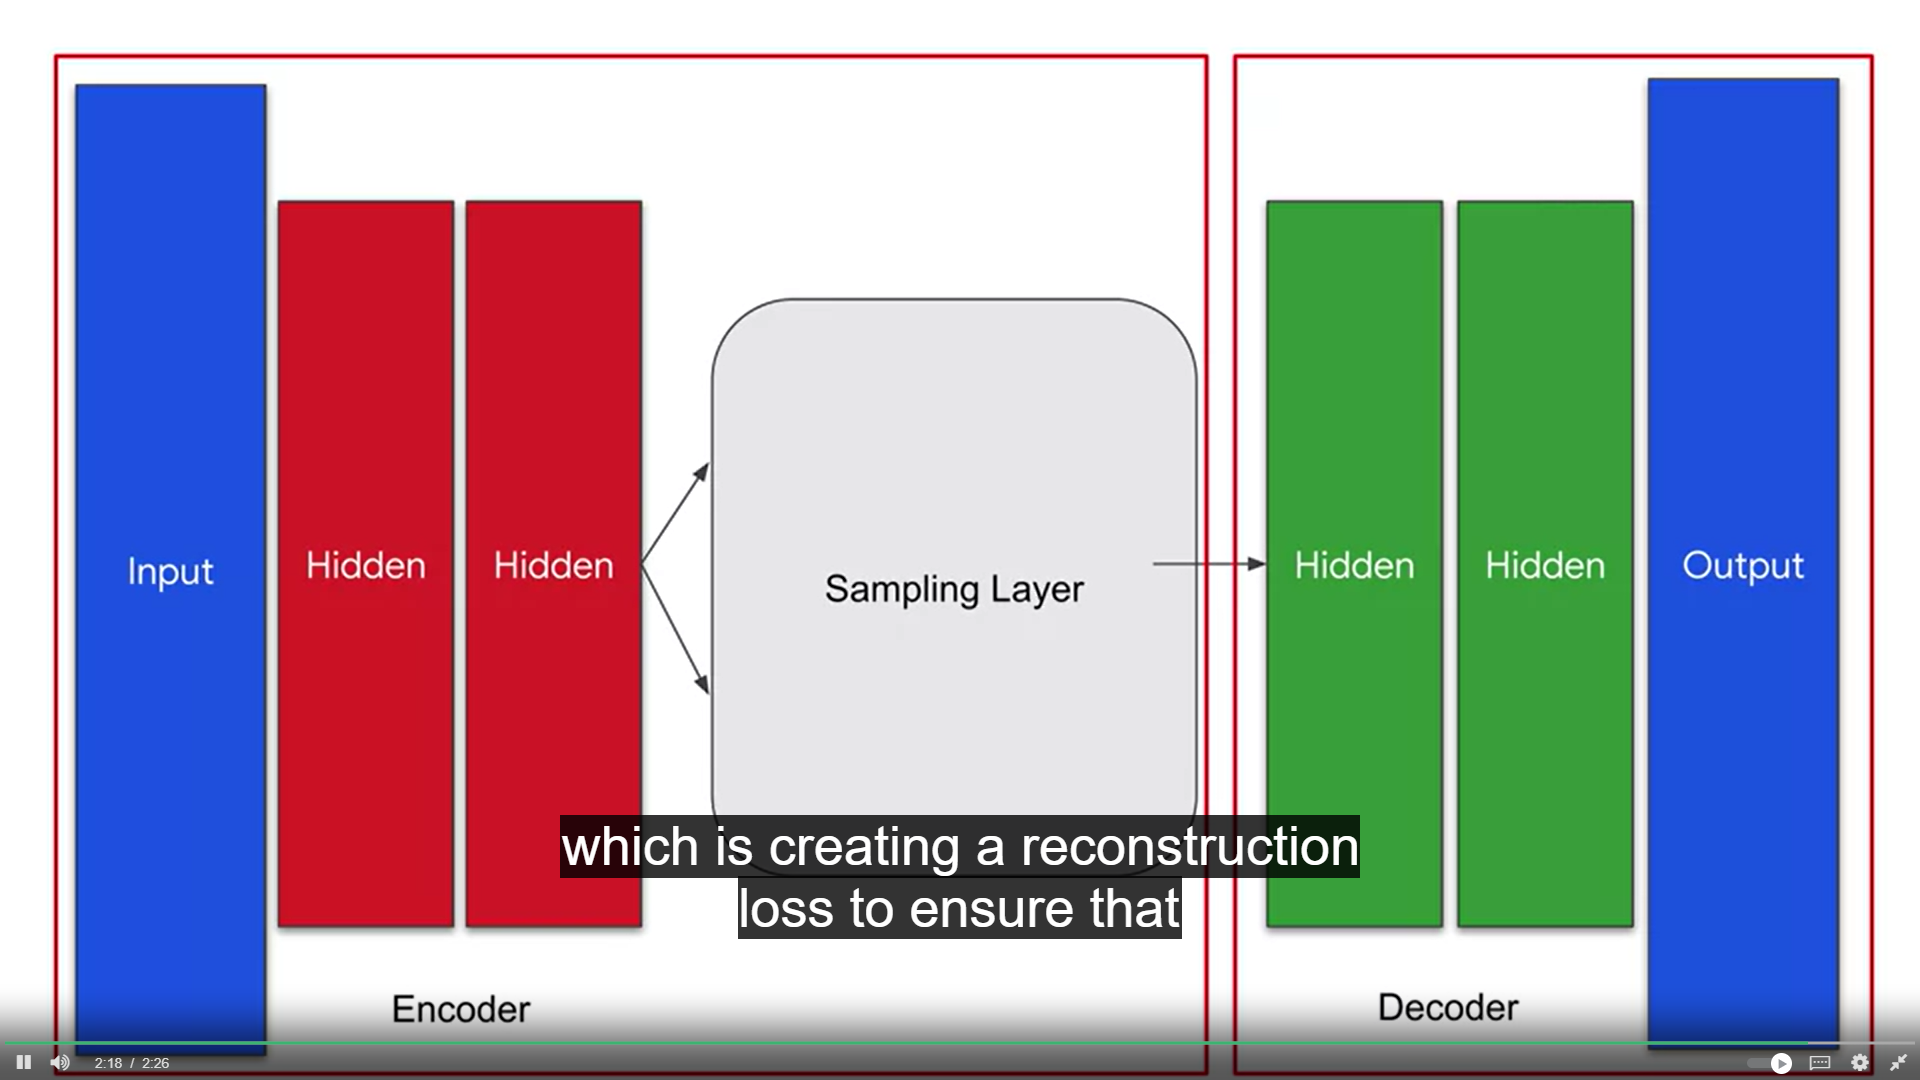 Input
Hidden
Hidden
Sampling Layer
Hidden
Hidden
Output
which is creating a reconstruction
loss to ensure that
Encoder
Decoder
2:18 / 2:26